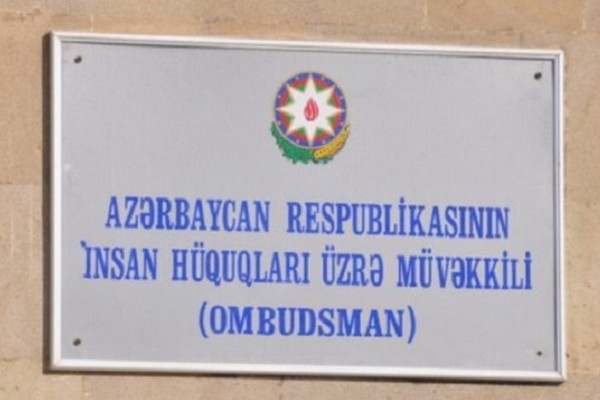 AZƏRBAYCAN RESPUBLİKASININ
İNSAN HÜQUQLARI ÜZRƏ MÜVƏKKİLİ
(OMBUDSMAN)